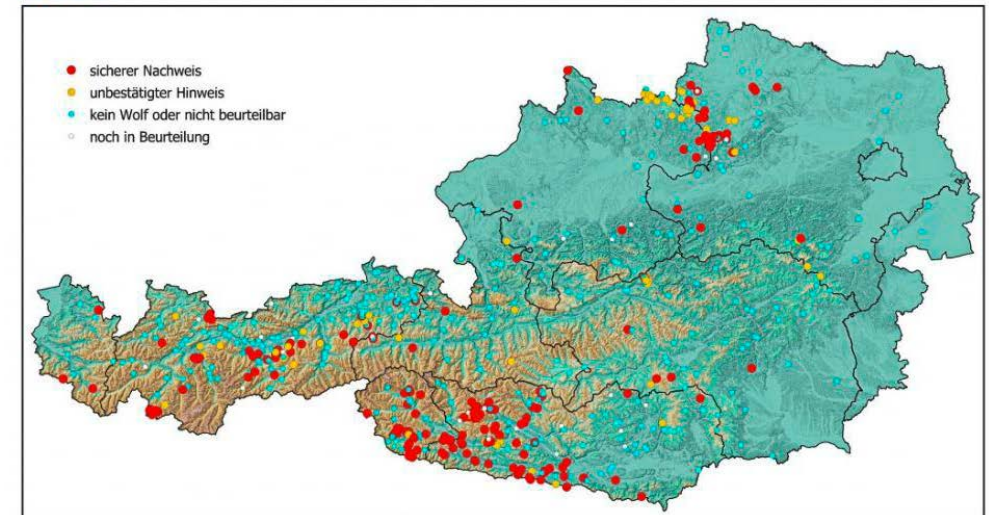 sicherer Nachweis
unbestätigter Hinweis
kein Wolf oder nicht beurteilbar
noch in Beurteilung